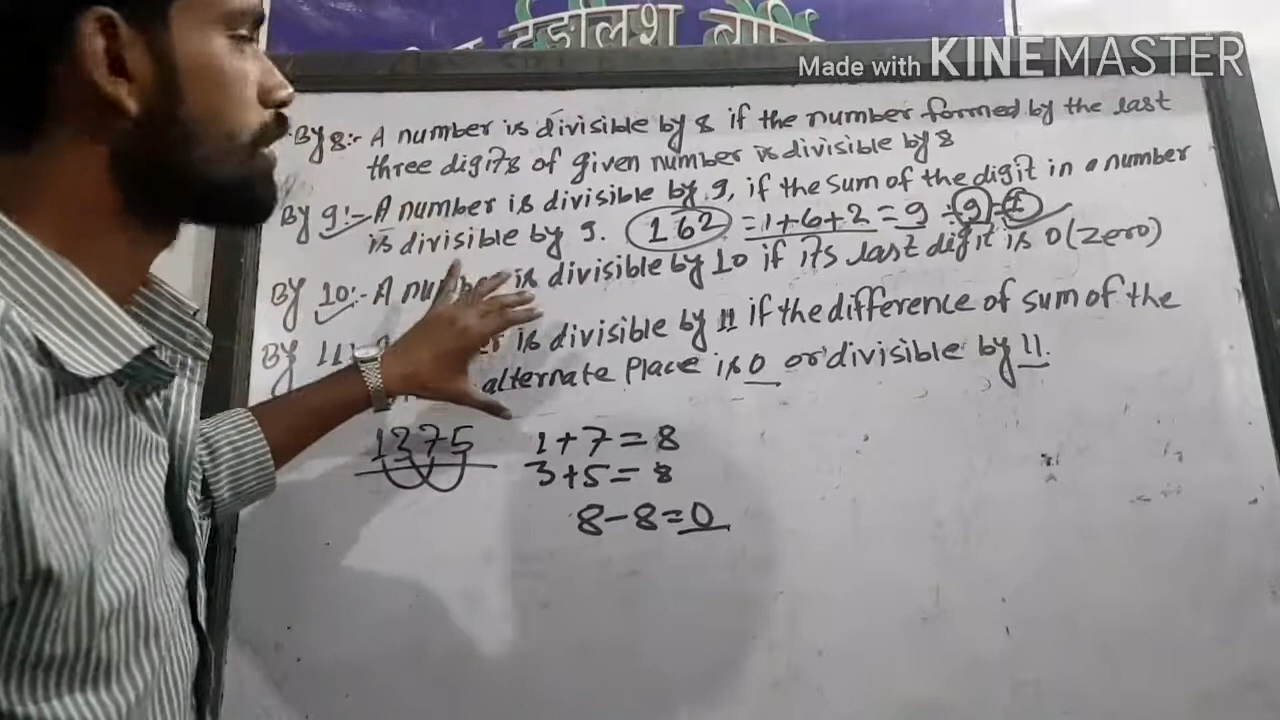 इंगलिश बोर्डि
Made with KINEMASTER
By 8:- A number is divisible by 8 if the number formed by the last
three digits of given number is divisible by 8
By 9:- A number is divisible by 9, if the sum of the digit in a number
is divisible by 9. 162 = 1+6+2 = 9 ÷ 9 =
By 10:- A is divisible by 10 if its last digit is 0 (zero)
By 11:- is divisible by 11 if the difference of sum of the
alternate place is 0 or divisible by 11.
1375 1+7=8
3+5=8
8-8=0